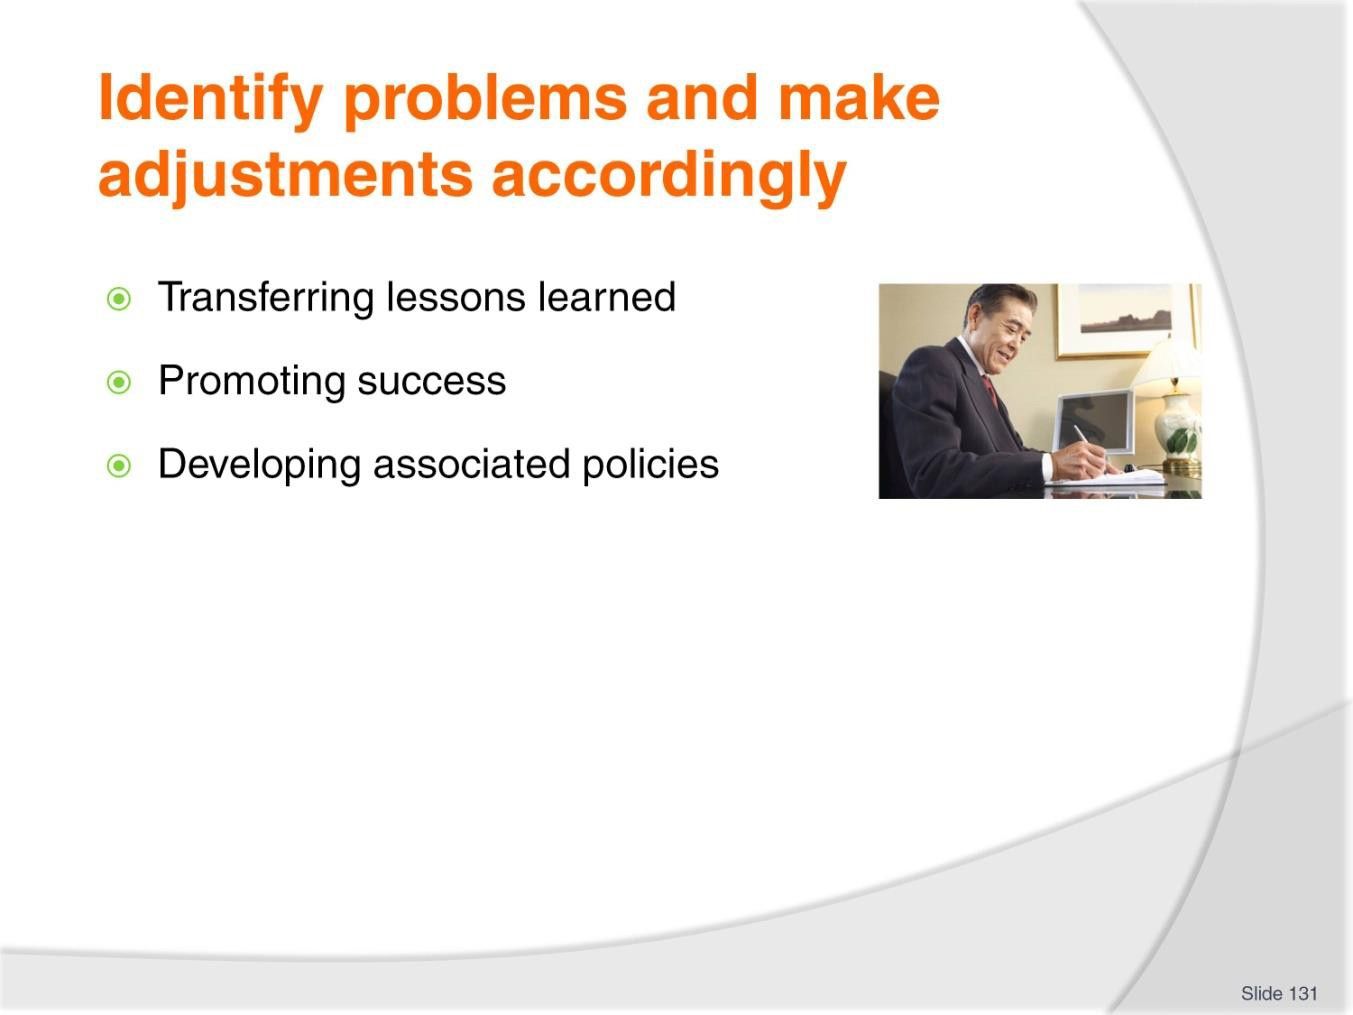 Identify problems and make
adjustments accordingly
Transferring lessons learned
Promoting success
Developing associated policies
Slide 131